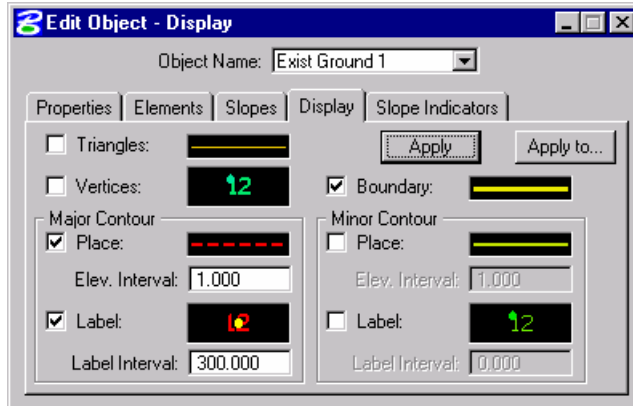 Edit Object - Display
Object Name: Exist Ground 1
Properties Elements Slopes Display Slope Indicators
Triangles: Apply Apply to...
Vertices: 12 Boundary:
Major Contour Minor Contour
Place: Place:
Elev. Interval: 1.000 Elev. Interval: 1.000
Label: 12 Label: 12
Label Interval: 300.000 Label Interval: 0.000